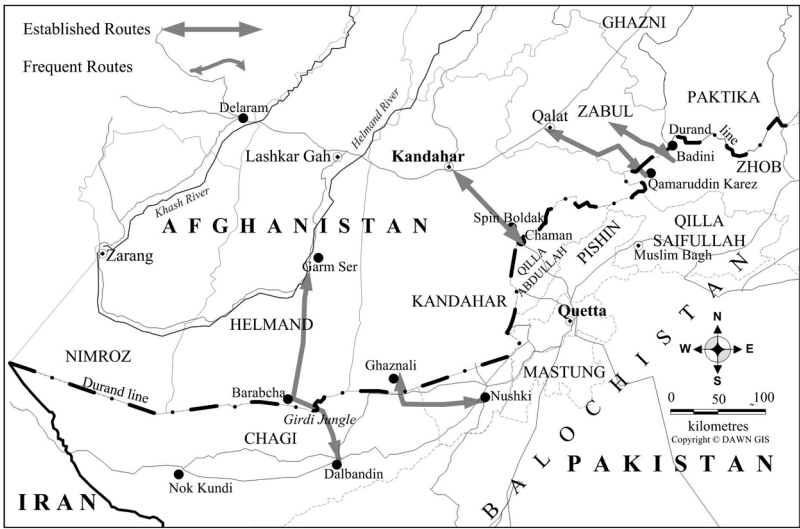 Established Routes
Frequent Routes
GHAZNI
PAKTIKA
Delaram
Helmand River
Qalat
ZABUL
Durand
line
Badini
Lashkar Gah
Kandahar
ZHOB
Qamaruddin Karez
Khash River
AFGHANISTAN
Spin Boldak
Chaman
QILLA
ABDULLAH
PISHIN
QILLA
SAIFULLAH
Muslim Bagh
Zarang
Garm Ser
KANDAHAR
Quetta
HELMAND
NIMROZ
Durand line
Ghaznali
MASTUNG
Barabcha
Girdi Jungle
Nushki
CHAGI
Dalbandin
Nok Kundi
IRAN
BALOCHISTAN
PAKISTAN
N
W E
S
0 50 100
kilometres
Copyright © DAWN GIS